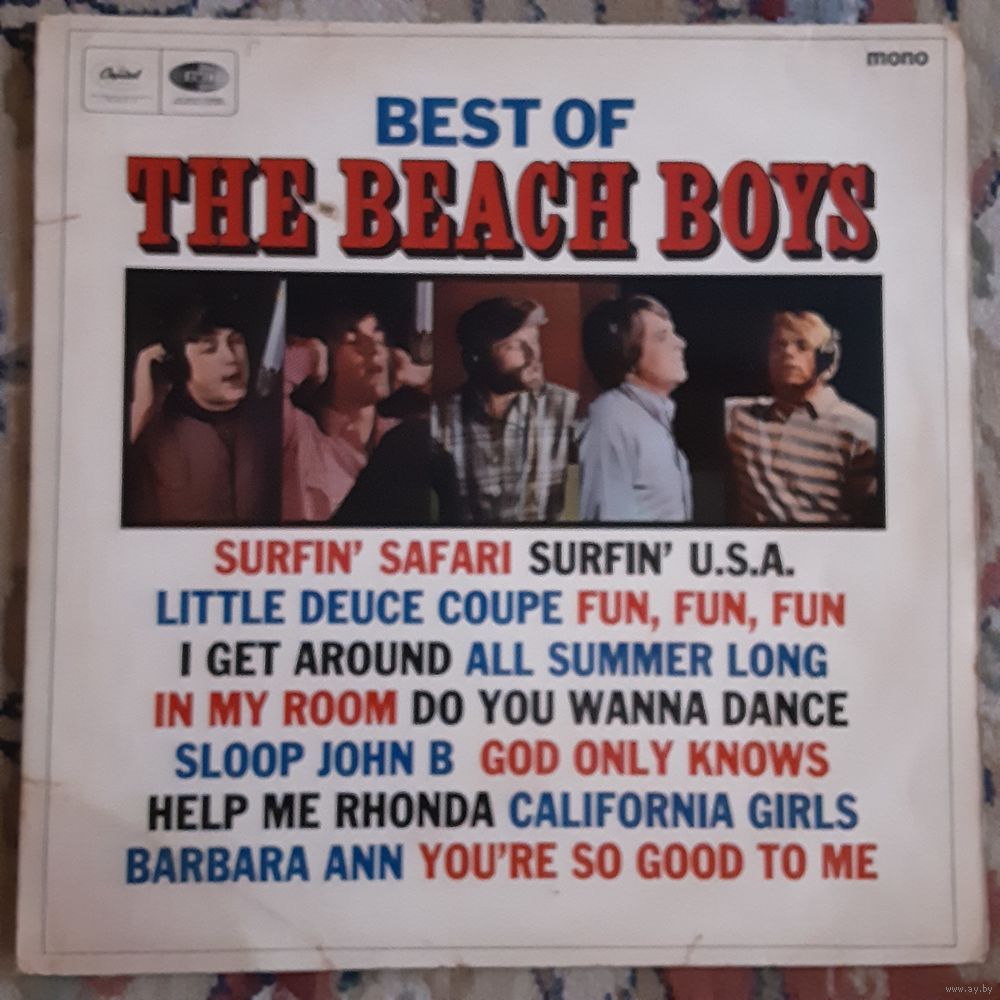 Capitol
mono
BEST OF
THE BEACH BOYS
SURFIN' SAFARI SURFIN' U.S.A.
LITTLE DEUCE COUPE FUN, FUN, FUN
I GET AROUND ALL SUMMER LONG
IN MY ROOM DO YOU WANNA DANCE
SLOOP JOHN B GOD ONLY KNOWS
HELP ME RHONDA CALIFORNIA GIRLS
BARBARA ANN YOU'RE SO GOOD TO ME
www.ay.by